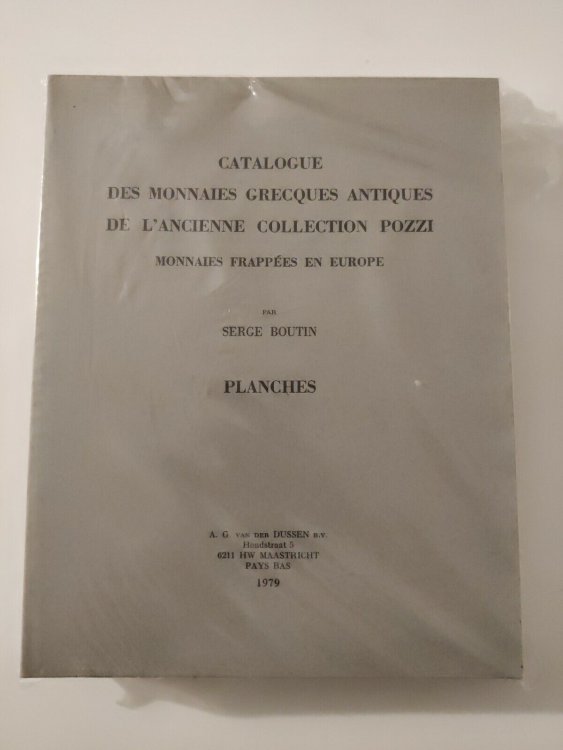 CATALOGUE
DES MONNAIES GRECQUES ANTIQUES
DE L'ANCIENNE COLLECTION POZZI
MONNAIES FRAPPÉES EN EUROPE
PAR
SERGE BOUTIN
PLANCHES
A. G VAN DER DUSSEN B.V.
Hondstraat 5
6211 HW MAASTRICHT
PAYS BAS
1979